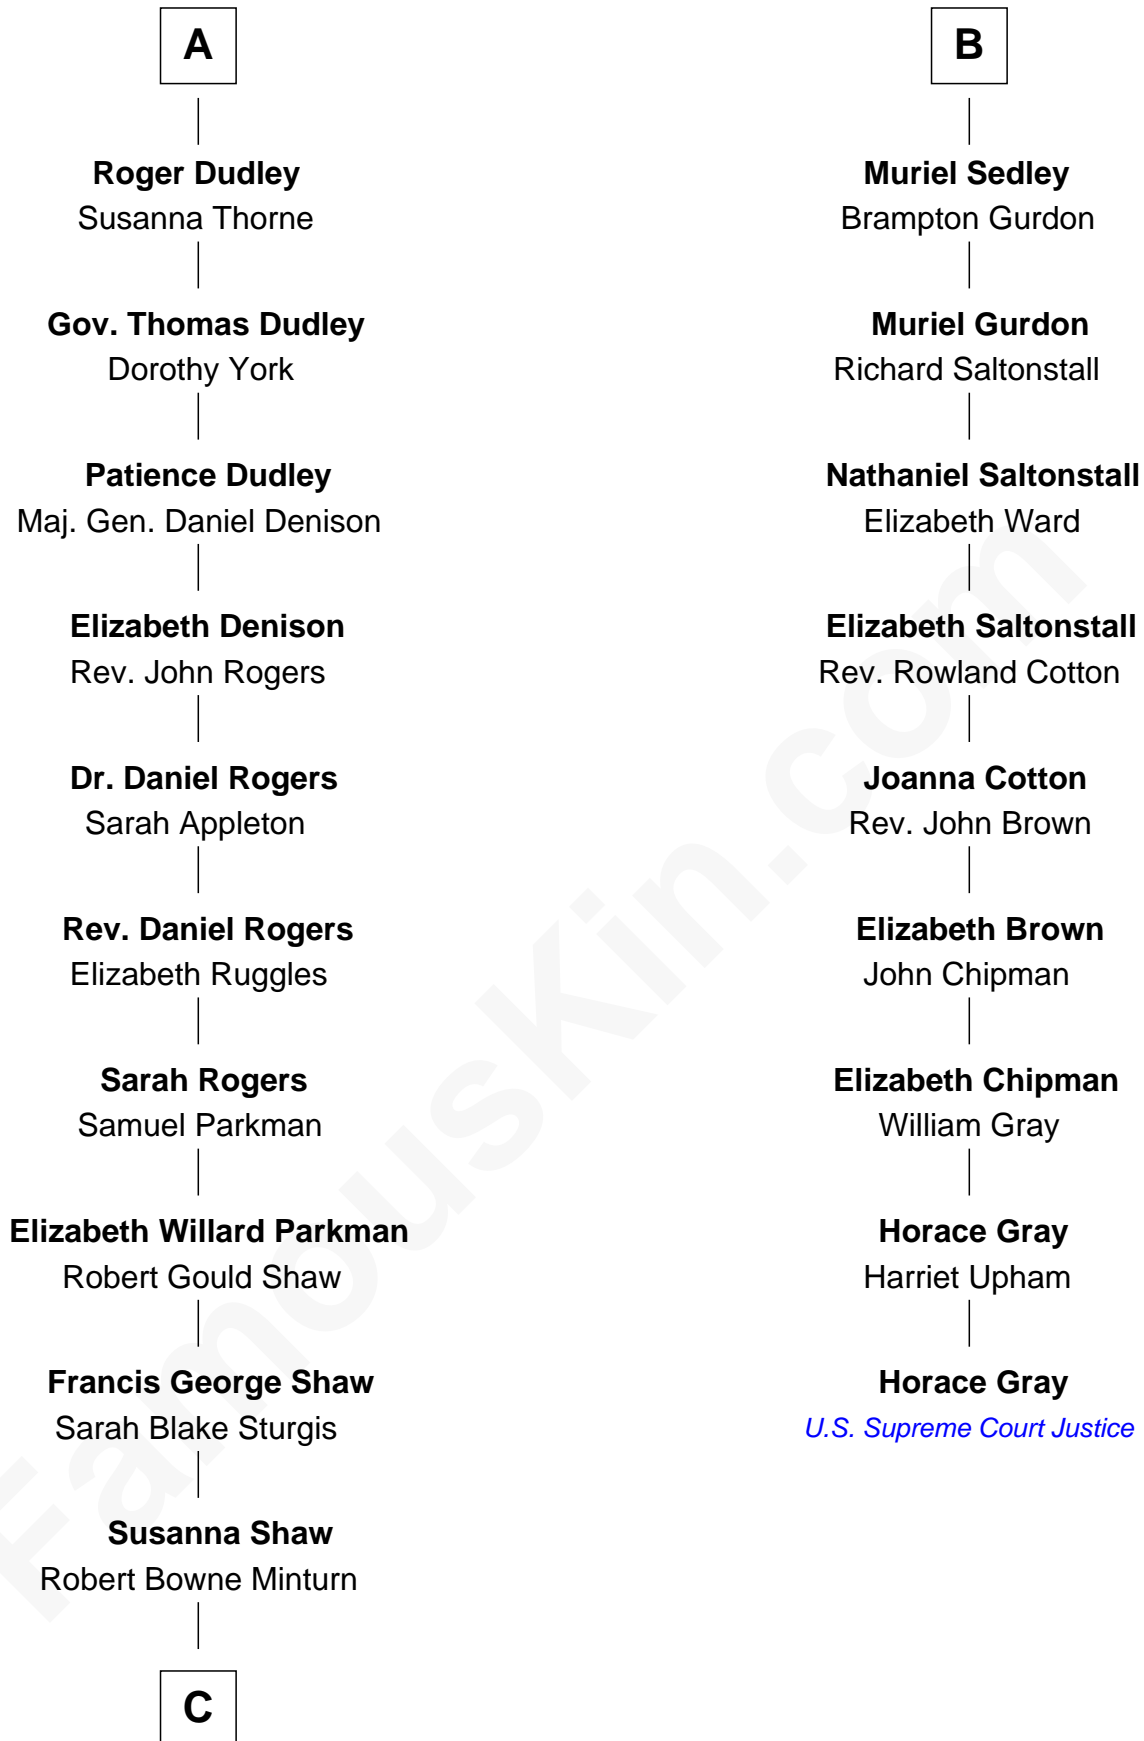 A
Roger Dudley
Susanna Thorne
Gov. Thomas Dudley
Dorothy York
Patience Dudley
Maj. Gen. Daniel Denison
Elizabeth Denison
Rev. John Rogers
Dr. Daniel Rogers
Sarah Appleton
Rev. Daniel Rogers
Elizabeth Ruggles
Sarah Rogers
Samuel Parkman
Elizabeth Willard Parkman
Robert Gould Shaw
Francis George Shaw
Sarah Blake Sturgis
Susanna Shaw
Robert Bowne Minturn
C
B
Muriel Sedley
Brampton Gurdon
Muriel Gurdon
Richard Saltonstall
Nathaniel Saltonstall
Elizabeth Ward
Elizabeth Saltonstall
Rev. Rowland Cotton
Joanna Cotton
Rev. John Brown
Elizabeth Brown
John Chipman
Elizabeth Chipman
William Gray
Horace Gray
Harriet Upham
Horace Gray
U.S. Supreme Court Justice
FamousKin.com